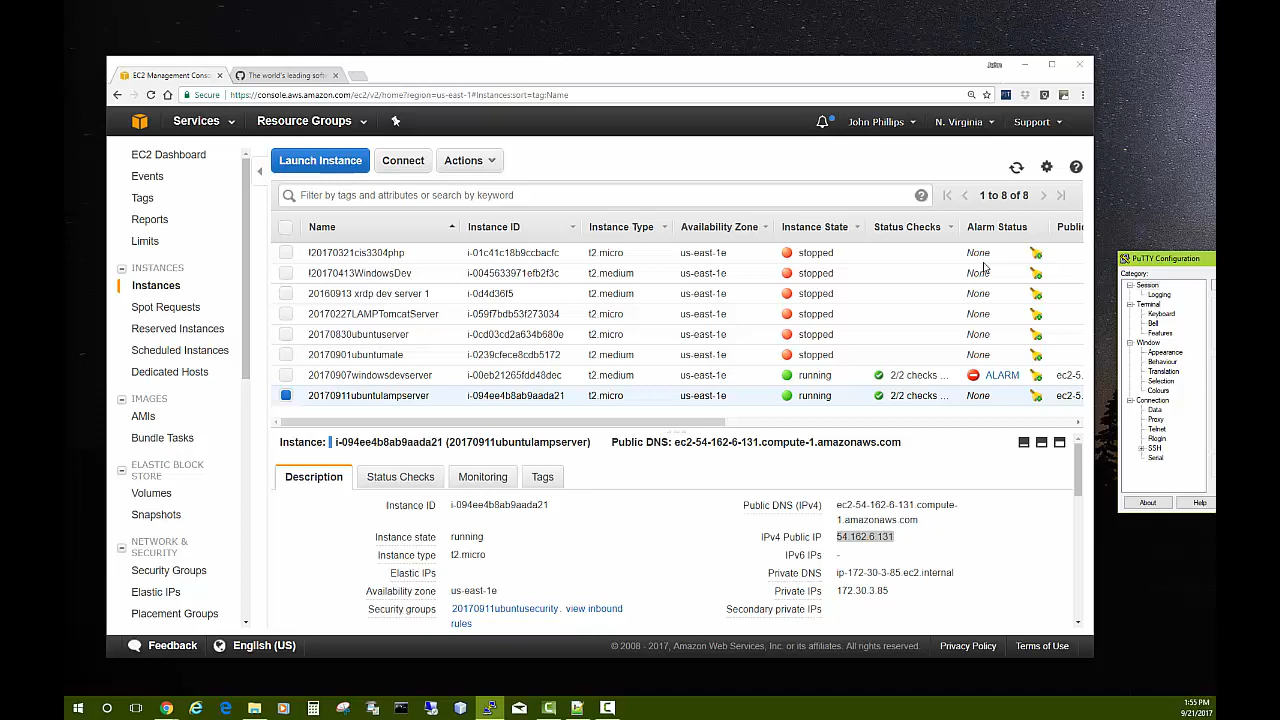 EC2 Management Conso
The world's leading softw
John
Secure
https://console.aws.amazon.com/ec2/v2/home?region=us-east-1#Instances:sort=tag:Name
Services
Resource Groups
John Phillips
N. Virginia
Support
EC2 Dashboard
Events
Tags
Reports
Limits
INSTANCES
Instances
Spot Requests
Reserved Instances
Scheduled Instances
Dedicated Hosts
IMAGES
AMIs
Bundle Tasks
ELASTIC BLOCK
STORE
Volumes
Snapshots
NETWORK &
SECURITY
Security Groups
Elastic IPs
Placement Groups
Launch Instance
Connect
Actions
Filter by tags and attributes or search by keyword
1 to 8 of 8
Name Instance ID Instance Type Availability Zone Instance State Status Checks Alarm Status Public
!20170321cis3304php i-01c41c18b9ccbacfc t2.micro us-east-1e stopped None
!20170413WindowsDev i-0045633971efb2f3c t2.medium us-east-1e stopped None
20160913 xrdp dev server 1 i-0d4d36f5 t2.medium us-east-1e stopped None
20170227LAMPTomcatServer i-059f7bdb53f273034 t2.micro us-east-1e stopped None
20170830ubuntuserver i-0d03cd2a634b680e t2.micro us-east-1e stopped None
20170901ubuntumate i-0239cfece8cdb5172 t2.medium us-east-1e stopped None
20170907windowsdevserver i-00eb21265fdd48dec t2.medium us-east-1e running 2/2 checks ... ALARM ec2-5
20170911ubuntulampserver i-094ee4b8ab9aada21 t2.micro us-east-1e running 2/2 checks ... None ec2-5
Instance: i-094ee4b8ab9aada21 (20170911ubuntulampserver) Public DNS: ec2-54-162-6-131.compute-1.amazonaws.com
Description
Status Checks
Monitoring
Tags
Instance ID i-094ee4b8ab9aada21
Instance state running
Instance type t2.micro
Elastic IPs
Availability zone us-east-1e
Security groups 20170911ubuntusecurity. view inbound
rules
Public DNS (IPv4) ec2-54-162-6-131.compute-
1.amazonaws.com
IPv4 Public IP 54.162.6.131
IPv6 IPs -
Private DNS ip-172-30-3-85.ec2.internal
Private IPs 172.30.3.85
Secondary private IPs
Feedback
English (US)
© 2008 - 2017, Amazon Web Services, Inc. or its affiliates. All rights reserved.
Privacy Policy
Terms of Use
PuTTY Configuration
Category:
Session
Logging
Terminal
Keyboard
Bell
Features
Window
Appearance
Behaviour
Translation
Selection
Colours
Connection
Data
Proxy
Telnet
Rlogin
SSH
Serial
About
Help
1:55 PM
9/21/2017